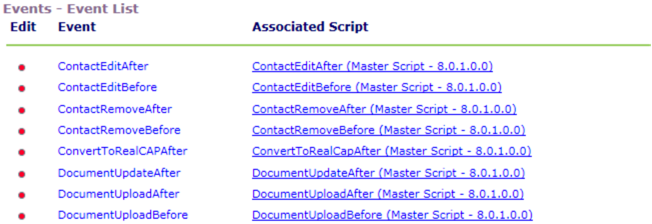 Events - Event List
Edit Event Associated Script
ContactEditAfter ContactEditAfter (Master Script - 8.0.1.0.0)
ContactEditBefore ContactEditBefore (Master Script - 8.0.1.0.0)
ContactRemoveAfter ContactRemoveAfter (Master Script - 8.0.1.0.0)
ContactRemoveBefore ContactRemoveBefore (Master Script - 8.0.1.0.0)
ConvertToRealCAPAfter ConvertToRealCapAfter (Master Script - 8.0.1.0.0)
DocumentUpdateAfter DocumentUpdateAfter (Master Script - 8.0.1.0.0)
DocumentUploadAfter DocumentUploadAfter (Master Script - 8.0.1.0.0)
DocumentUploadBefore DocumentUploadBefore (Master Script - 8.0.1.0.0)